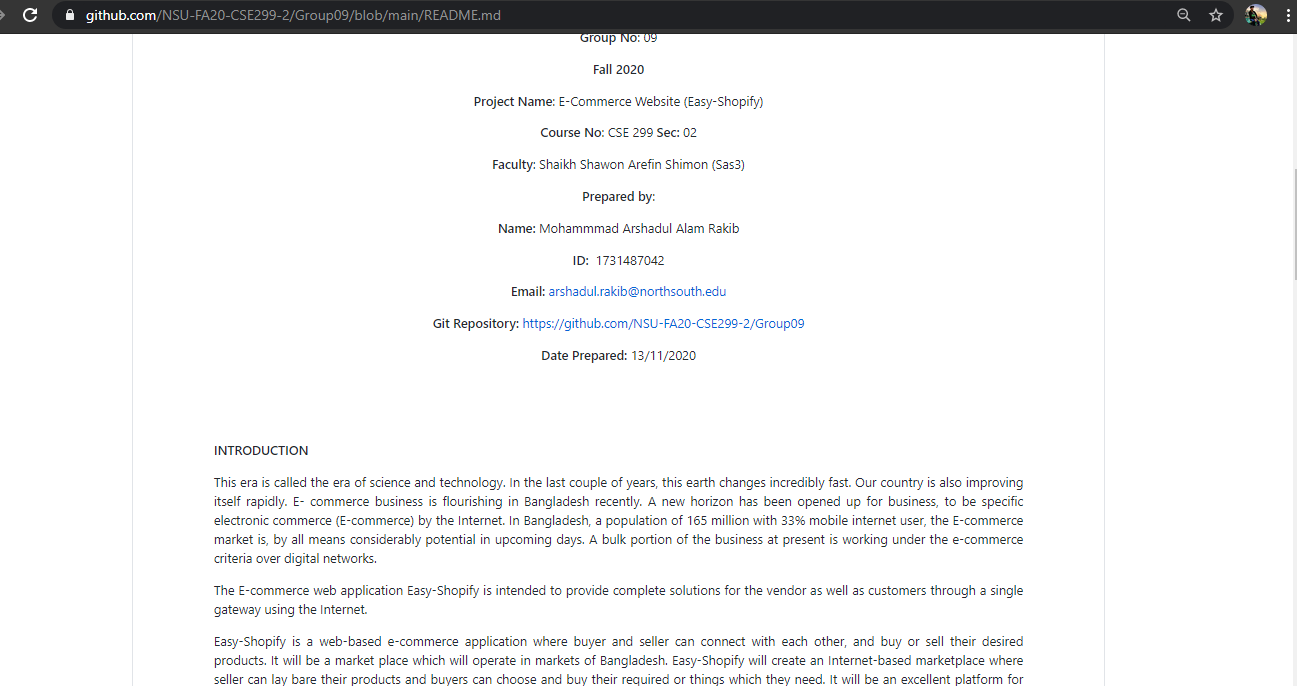 github.com/NSU-FA20-CSE299-2/Group09/blob/main/README.md
Group No: 09
Fall 2020
Project Name: E-Commerce Website (Easy-Shopify)
Course No: CSE 299 Sec: 02
Faculty: Shaikh Shawon Arefin Shimon (Sas3)
Prepared by:
Name: Mohammmad Arshadul Alam Rakib
ID: 1731487042
Email: arshadul.rakib@northsouth.edu
Git Repository: https://github.com/NSU-FA20-CSE299-2/Group09
Date Prepared: 13/11/2020
INTRODUCTION
This era is called the era of science and technology. In the last couple of years, this earth changes incredibly fast. Our country is also improving
itself rapidly. E- commerce business is flourishing in Bangladesh recently. A new horizon has been opened up for business, to be specific
electronic commerce (E-commerce) by the Internet. In Bangladesh, a population of 165 million with 33% mobile internet user, the E-commerce
market is, by all means considerably potential in upcoming days. A bulk portion of the business at present is working under the e-commerce
criteria over digital networks.
The E-commerce web application Easy-Shopify is intended to provide complete solutions for the vendor as well as customers through a single
gateway using the Internet.
Easy-Shopify is a web-based e-commerce application where buyer and seller can connect with each other, and buy or sell their desired
products. It will be a market place which will operate in markets of Bangladesh. Easy-Shopify will create an Internet-based marketplace where
seller can lay bare their products and buyers can choose and buy their required or things which they need. It will be an excellent platform for